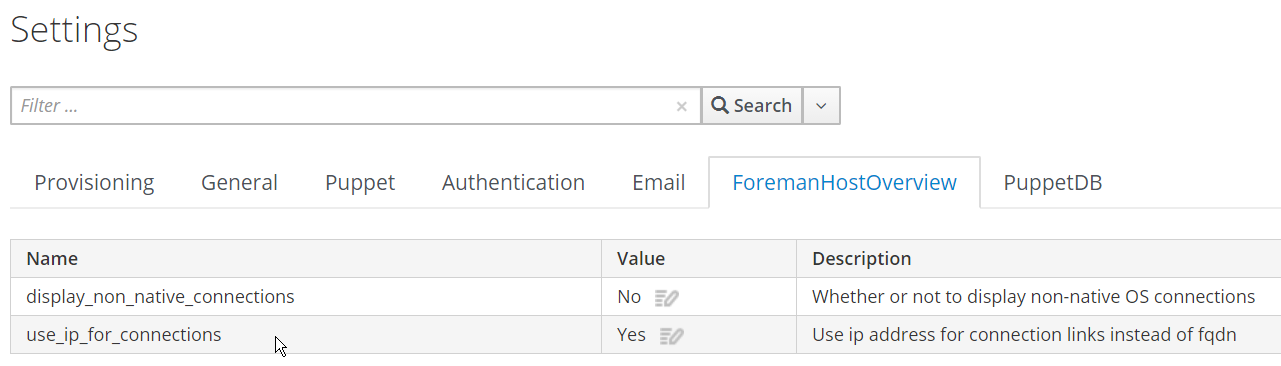 Settings
Filter ... × Search
Provisioning General Puppet Authentication Email ForemanHostOverview PuppetDB
Name Value Description
display_non_native_connections No Whether or not to display non-native OS connections
use_ip_for_connections Yes Use ip address for connection links instead of fqdn